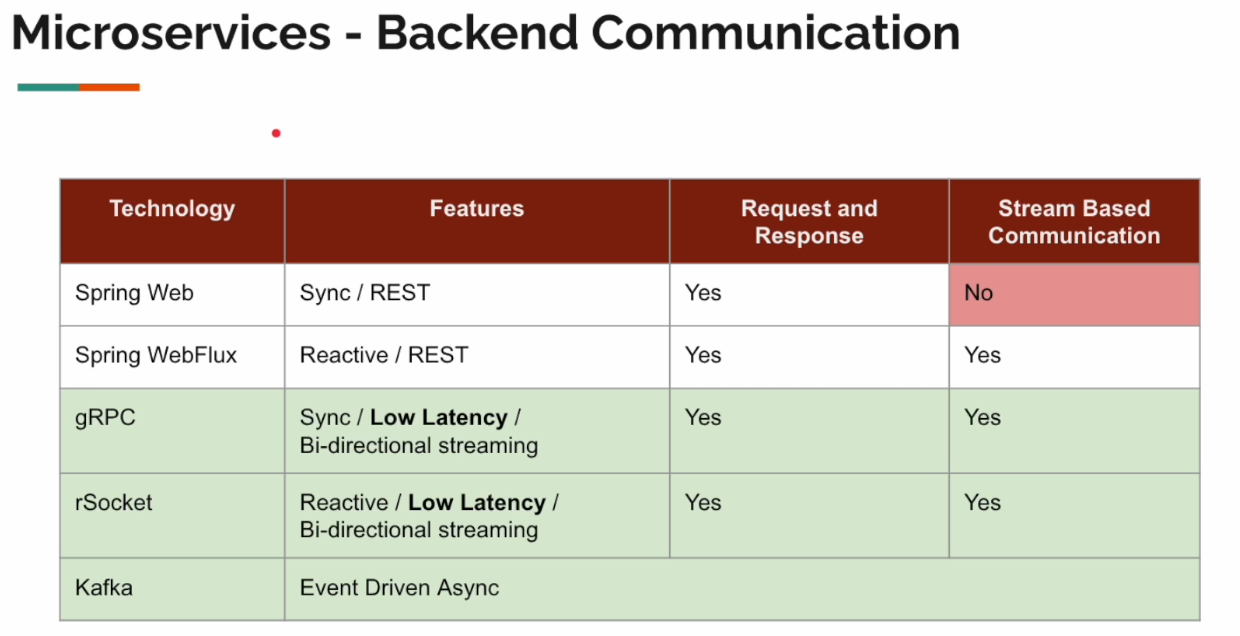 Microservices - Backend Communication
Technology
Features
Request and
Response
Stream Based
Communication
Spring Web
Sync / REST
Yes
No
Spring WebFlux
Reactive / REST
Yes
Yes
gRPC
Sync / Low Latency /
Bi-directional streaming
Yes
Yes
rSocket
Reactive / Low Latency /
Bi-directional streaming
Yes
Yes
Kafka
Event Driven Async